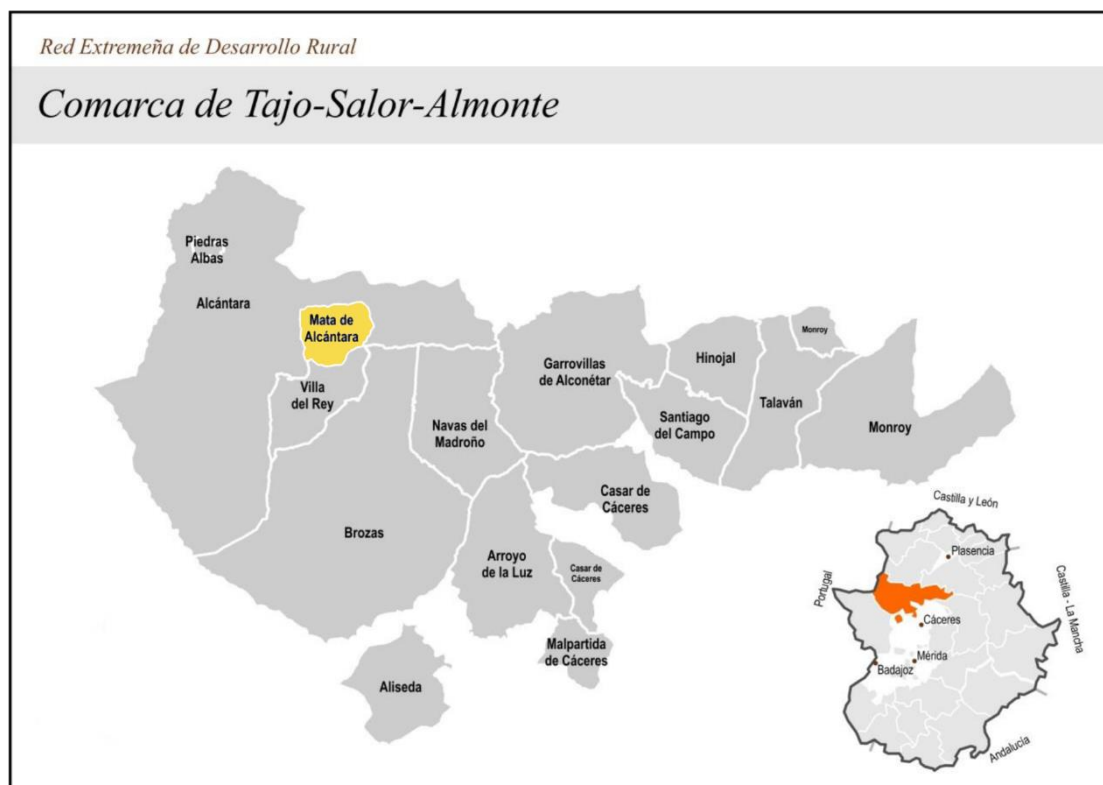 Red Extremeña de Desarrollo Rural
Comarca de Tajo-Salor-Almonte
Piedras
Albas
Alcántara
Mata de
Alcántara
Villa
del Rey
Brozas
Navas del
Madroño
Garrovillas
de Alconétar
Hinojal
Santiago
del Campo
Talaván
Monroy
Monroy
Casar de
Cáceres
Arroyo
de la Luz
Casar de
Cáceres
Malpartida
de Cáceres
Aliseda
Castilla y León
Plasencia
Portugal
Castilla - La Mancha
Cáceres
Mérida
Badajoz
Andalucía